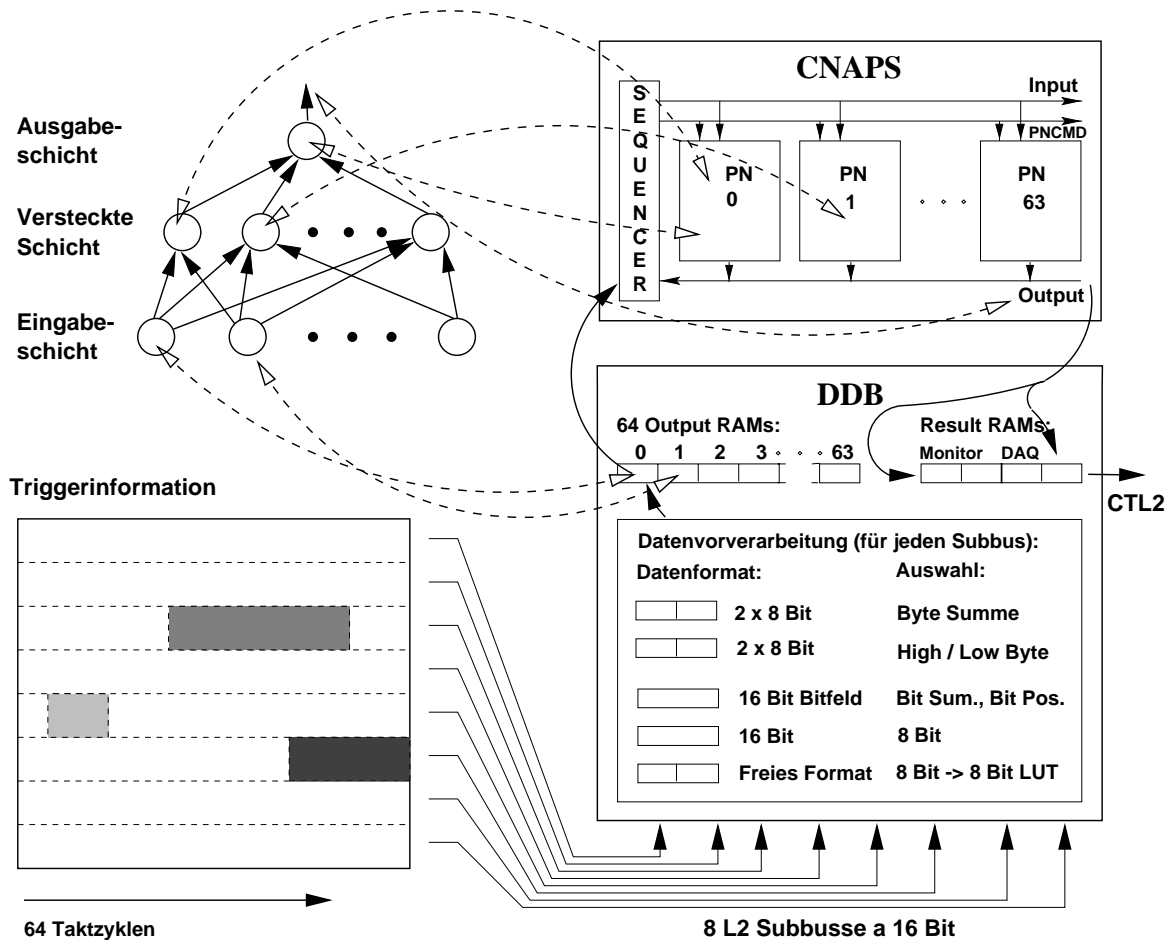 Ausgabe-
schicht
Versteckte
Schicht
Eingabe-
schicht
CNAPS
SEQUENCER
Input
PNCMD
PN
0
PN
1
PN
63
Output
DDB
64 Output RAMs:
0 1 2 3 63
Result RAMs:
Monitor DAQ
CTL2
Triggerinformation
64 Taktzyklen
Datenvorverarbeitung (für jeden Subbus):
Datenformat: Auswahl:
2 x 8 Bit Byte Summe
2 x 8 Bit High / Low Byte
16 Bit Bitfeld Bit Sum., Bit Pos.
16 Bit 8 Bit
Freies Format 8 Bit -> 8 Bit LUT
8 L2 Subbusse a 16 Bit